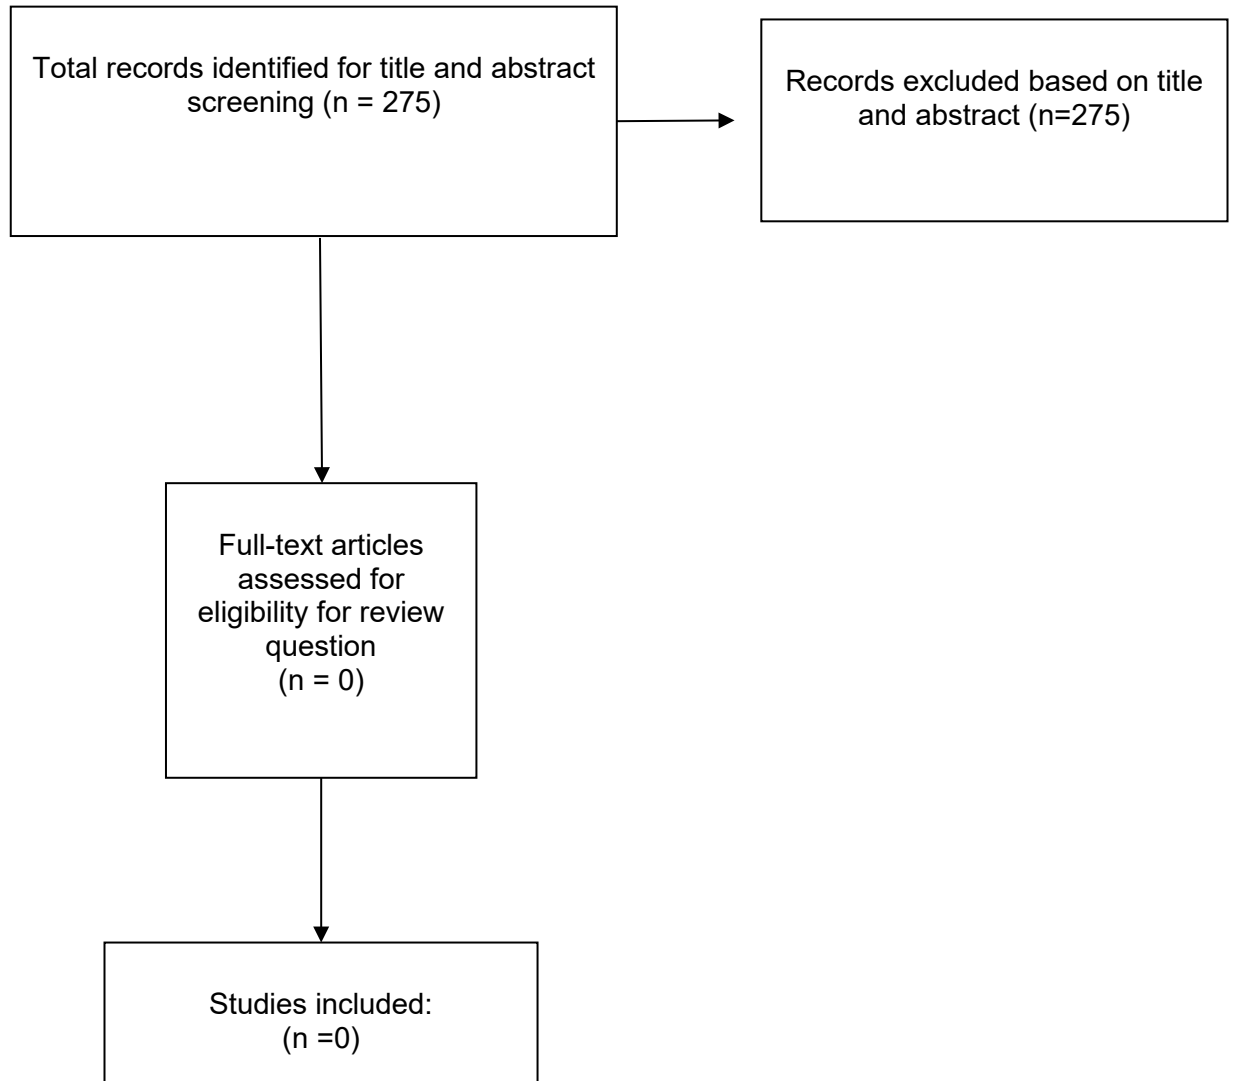 Total records identified for title and abstract
screening (n = 275)
Records excluded based on title
and abstract (n=275)
Full-text articles
assessed for
eligibility for review
question
(n = 0)
Studies included:
(n =0)